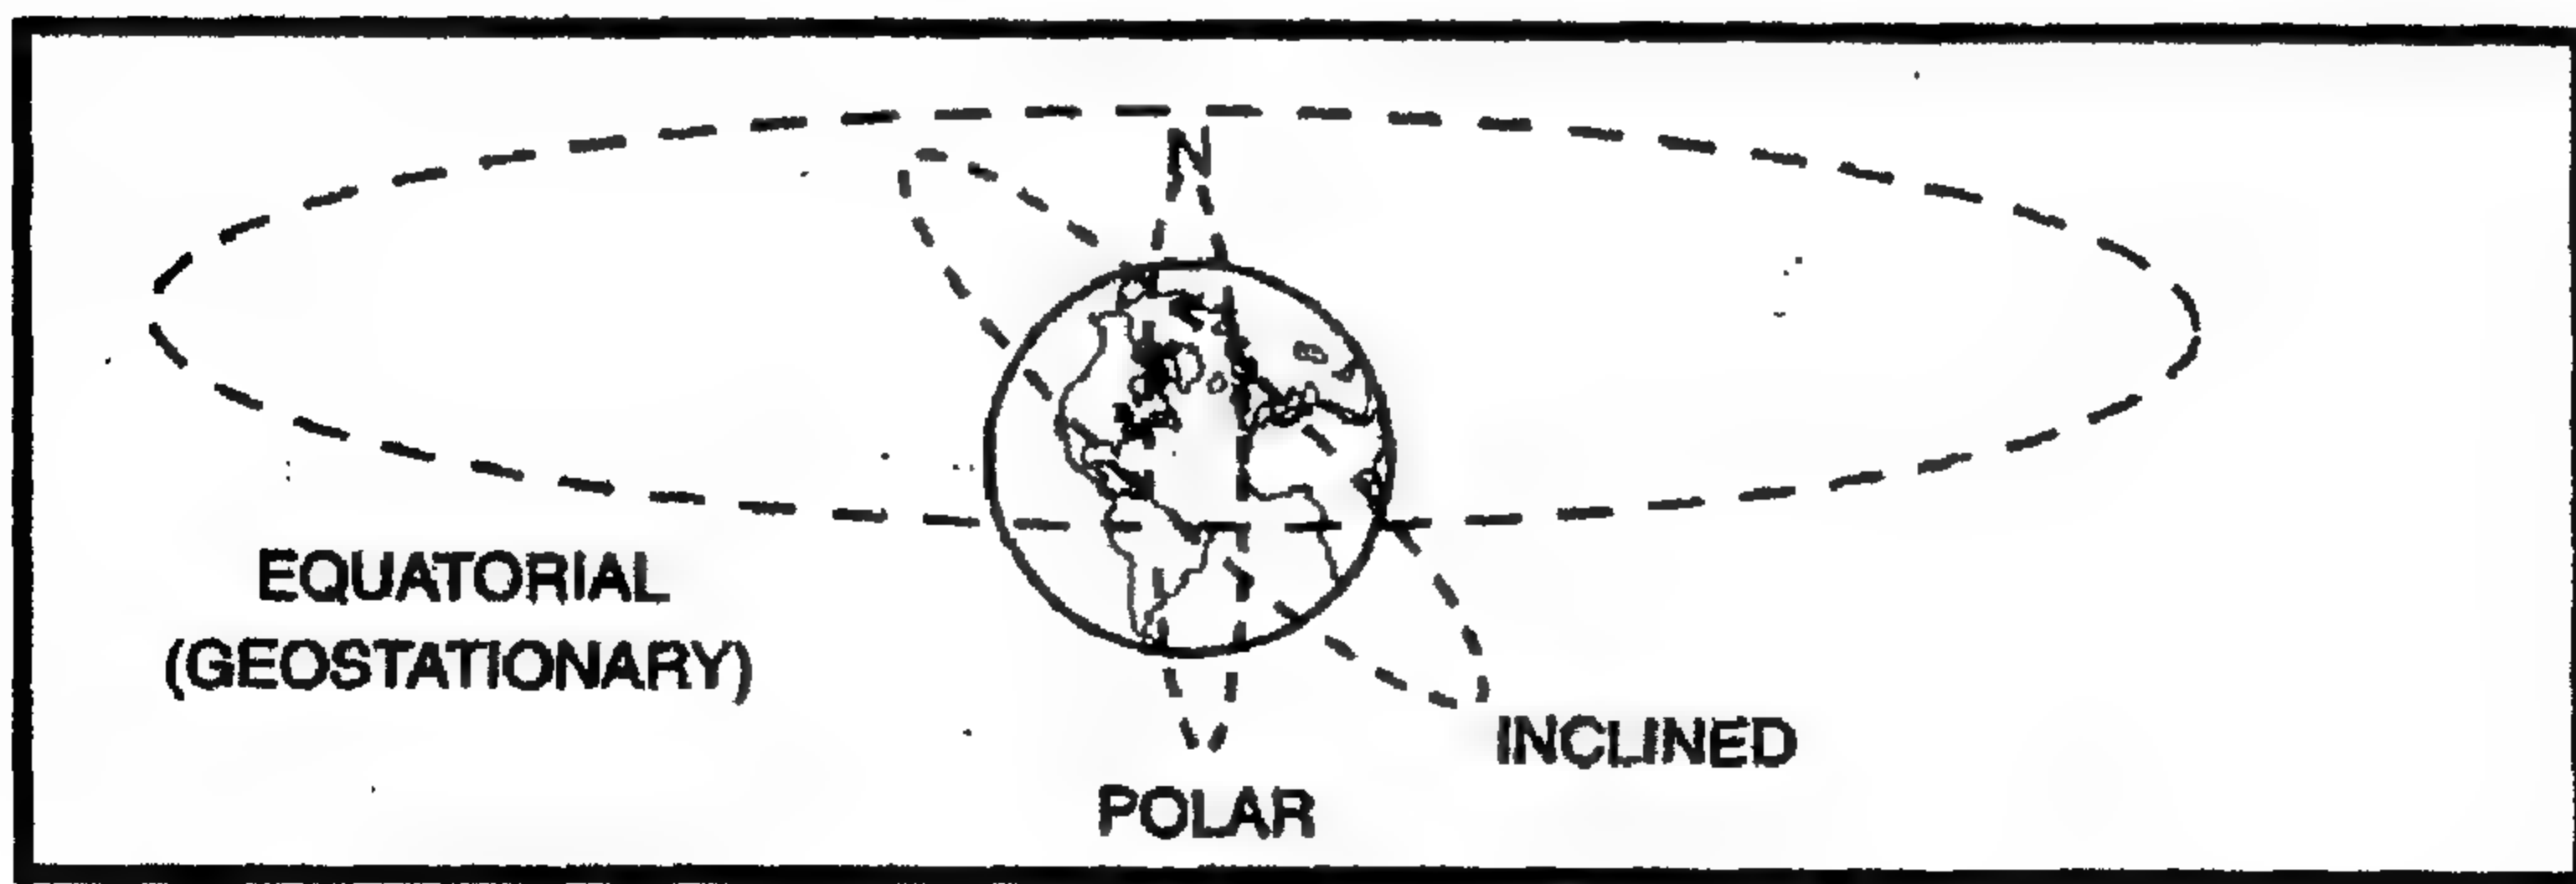 N
EQUATORIAL
(GEOSTATIONARY)
INCLINED
POLAR